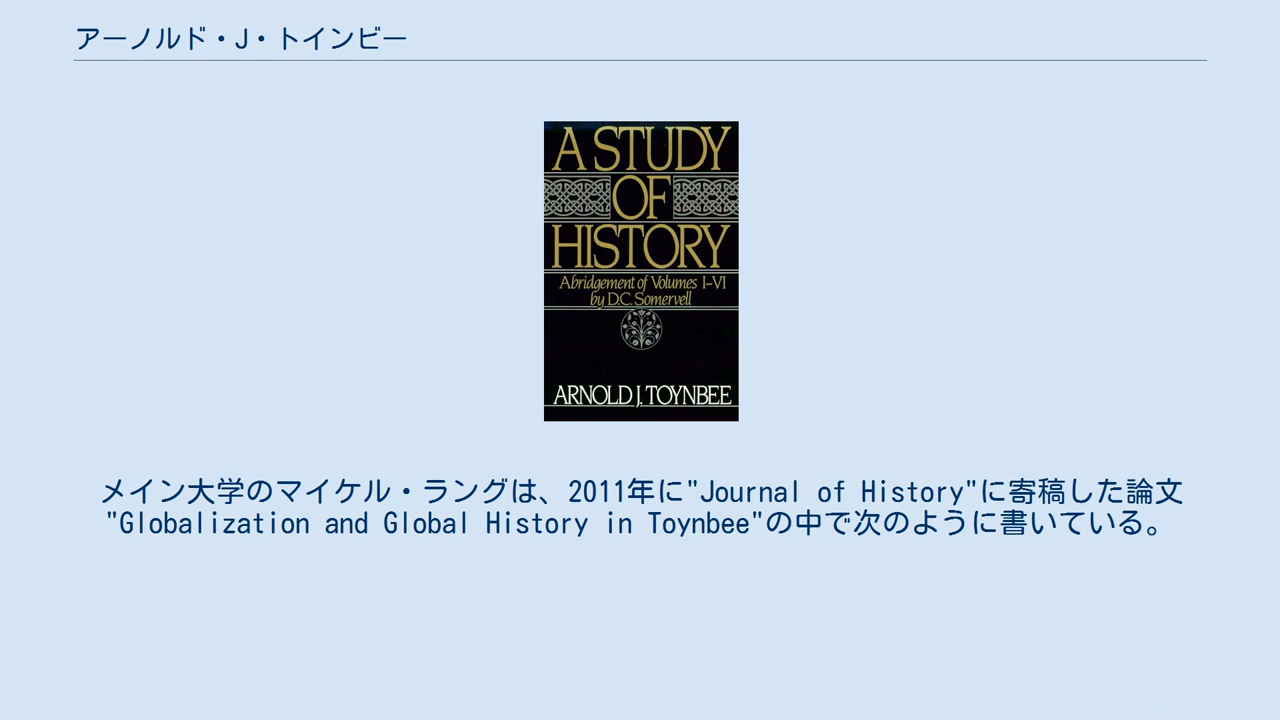 アーノルド・J・トインビー
A STUDY
OF
HISTORY
Abridgement of Volumes I-VI
by D.C. Somervell
ARNOLD J. TOYNBEE
メイン大学のマイケル・ラングは、2011年に"Journal of History"に寄稿した論文
"Globalization and Global History in Toynbee"の中で次のように書いている。